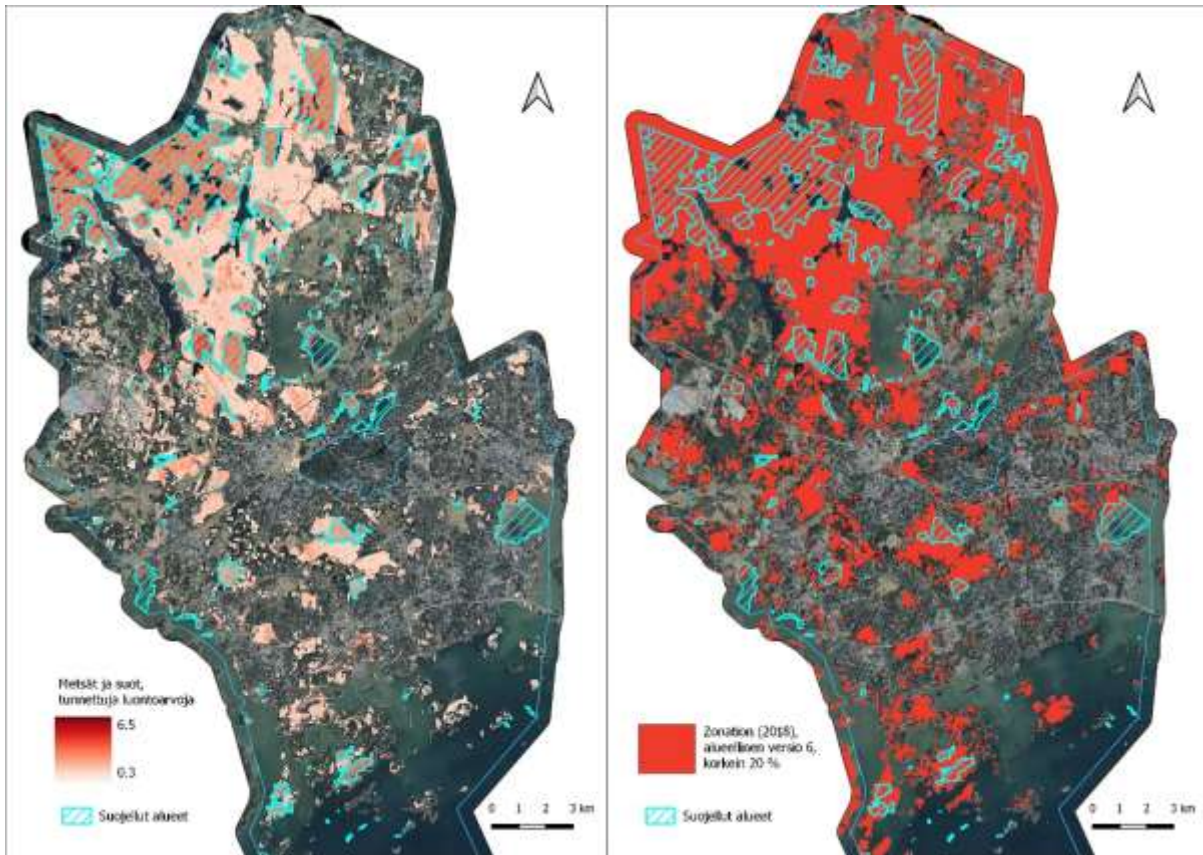 Metsät ja suot,
tunnettuja luontoarvoja
6.5
0.3
Suojellut alueet
0 1 2 3 km
Zonation (2018),
alueellinen versio 6,
korkein 20 %
Suojellut alueet
0 1 2 3 km